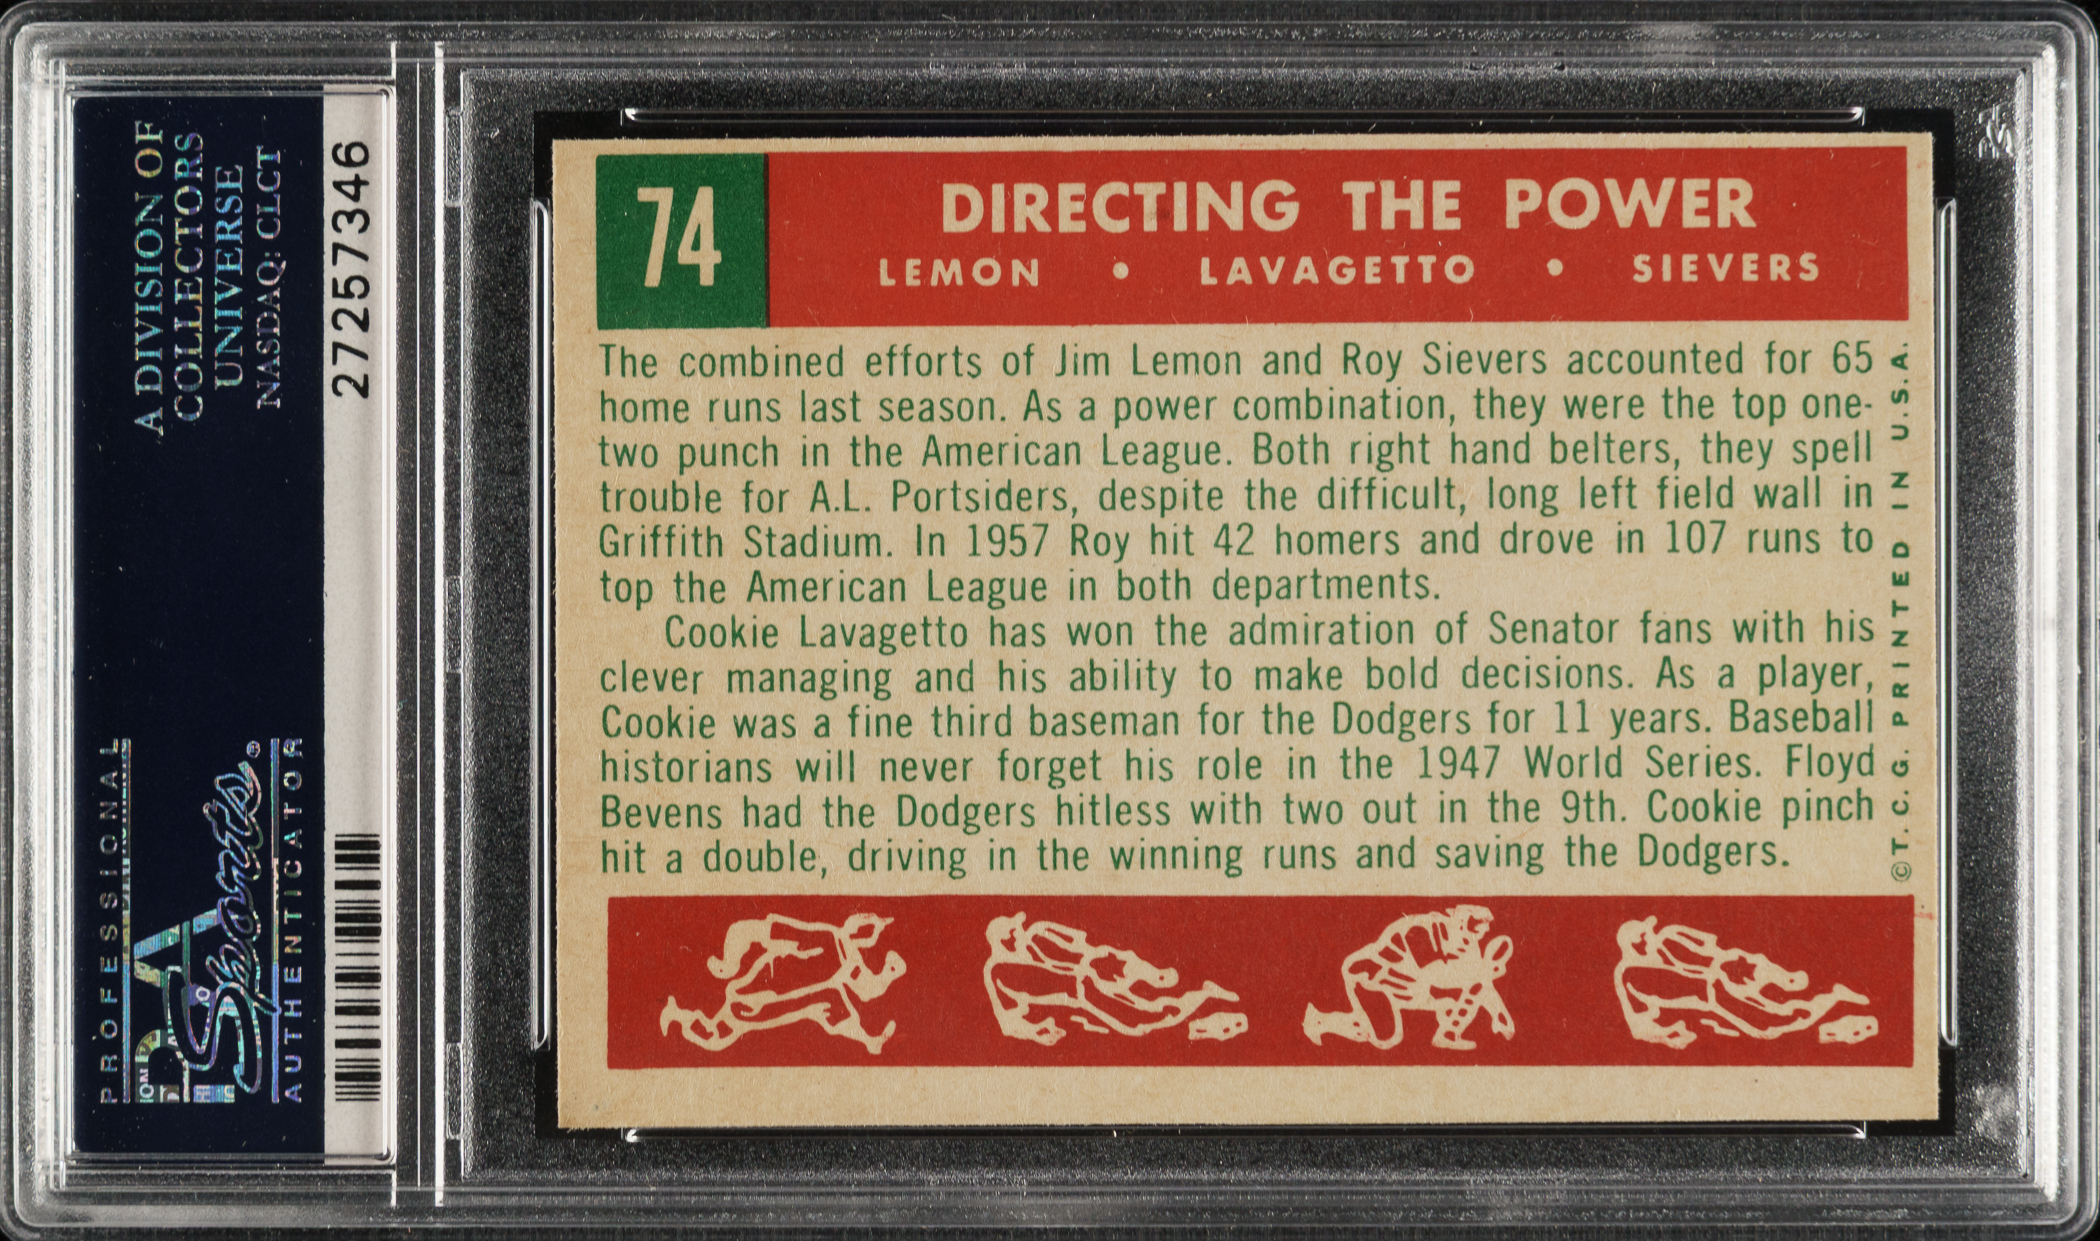 A DIVISION OF
COLLECTORS
UNIVERSE
NASDAQ: CLCT
27257346
PROFESSIONAL
PSA
Sports
AUTHENTICATOR
74
DIRECTING THE POWER
LEMON • LAVAGETTO • SIEVERS
The combined efforts of Jim Lemon and Roy Sievers accounted for 65
home runs last season. As a power combination, they were the top one-
two punch in the American League. Both right hand belters, they spell
trouble for A.L. Portsiders, despite the difficult, long left field wall in
Griffith Stadium. In 1957 Roy hit 42 homers and drove in 107 runs to
top the American League in both departments.
Cookie Lavagetto has won the admiration of Senator fans with his
clever managing and his ability to make bold decisions. As a player,
Cookie was a fine third baseman for the Dodgers for 11 years. Baseball
historians will never forget his role in the 1947 World Series. Floyd
Bevens had the Dodgers hitless with two out in the 9th. Cookie pinch
hit a double, driving in the winning runs and saving the Dodgers.
©T. C. G. PRINTED IN U.S.A.